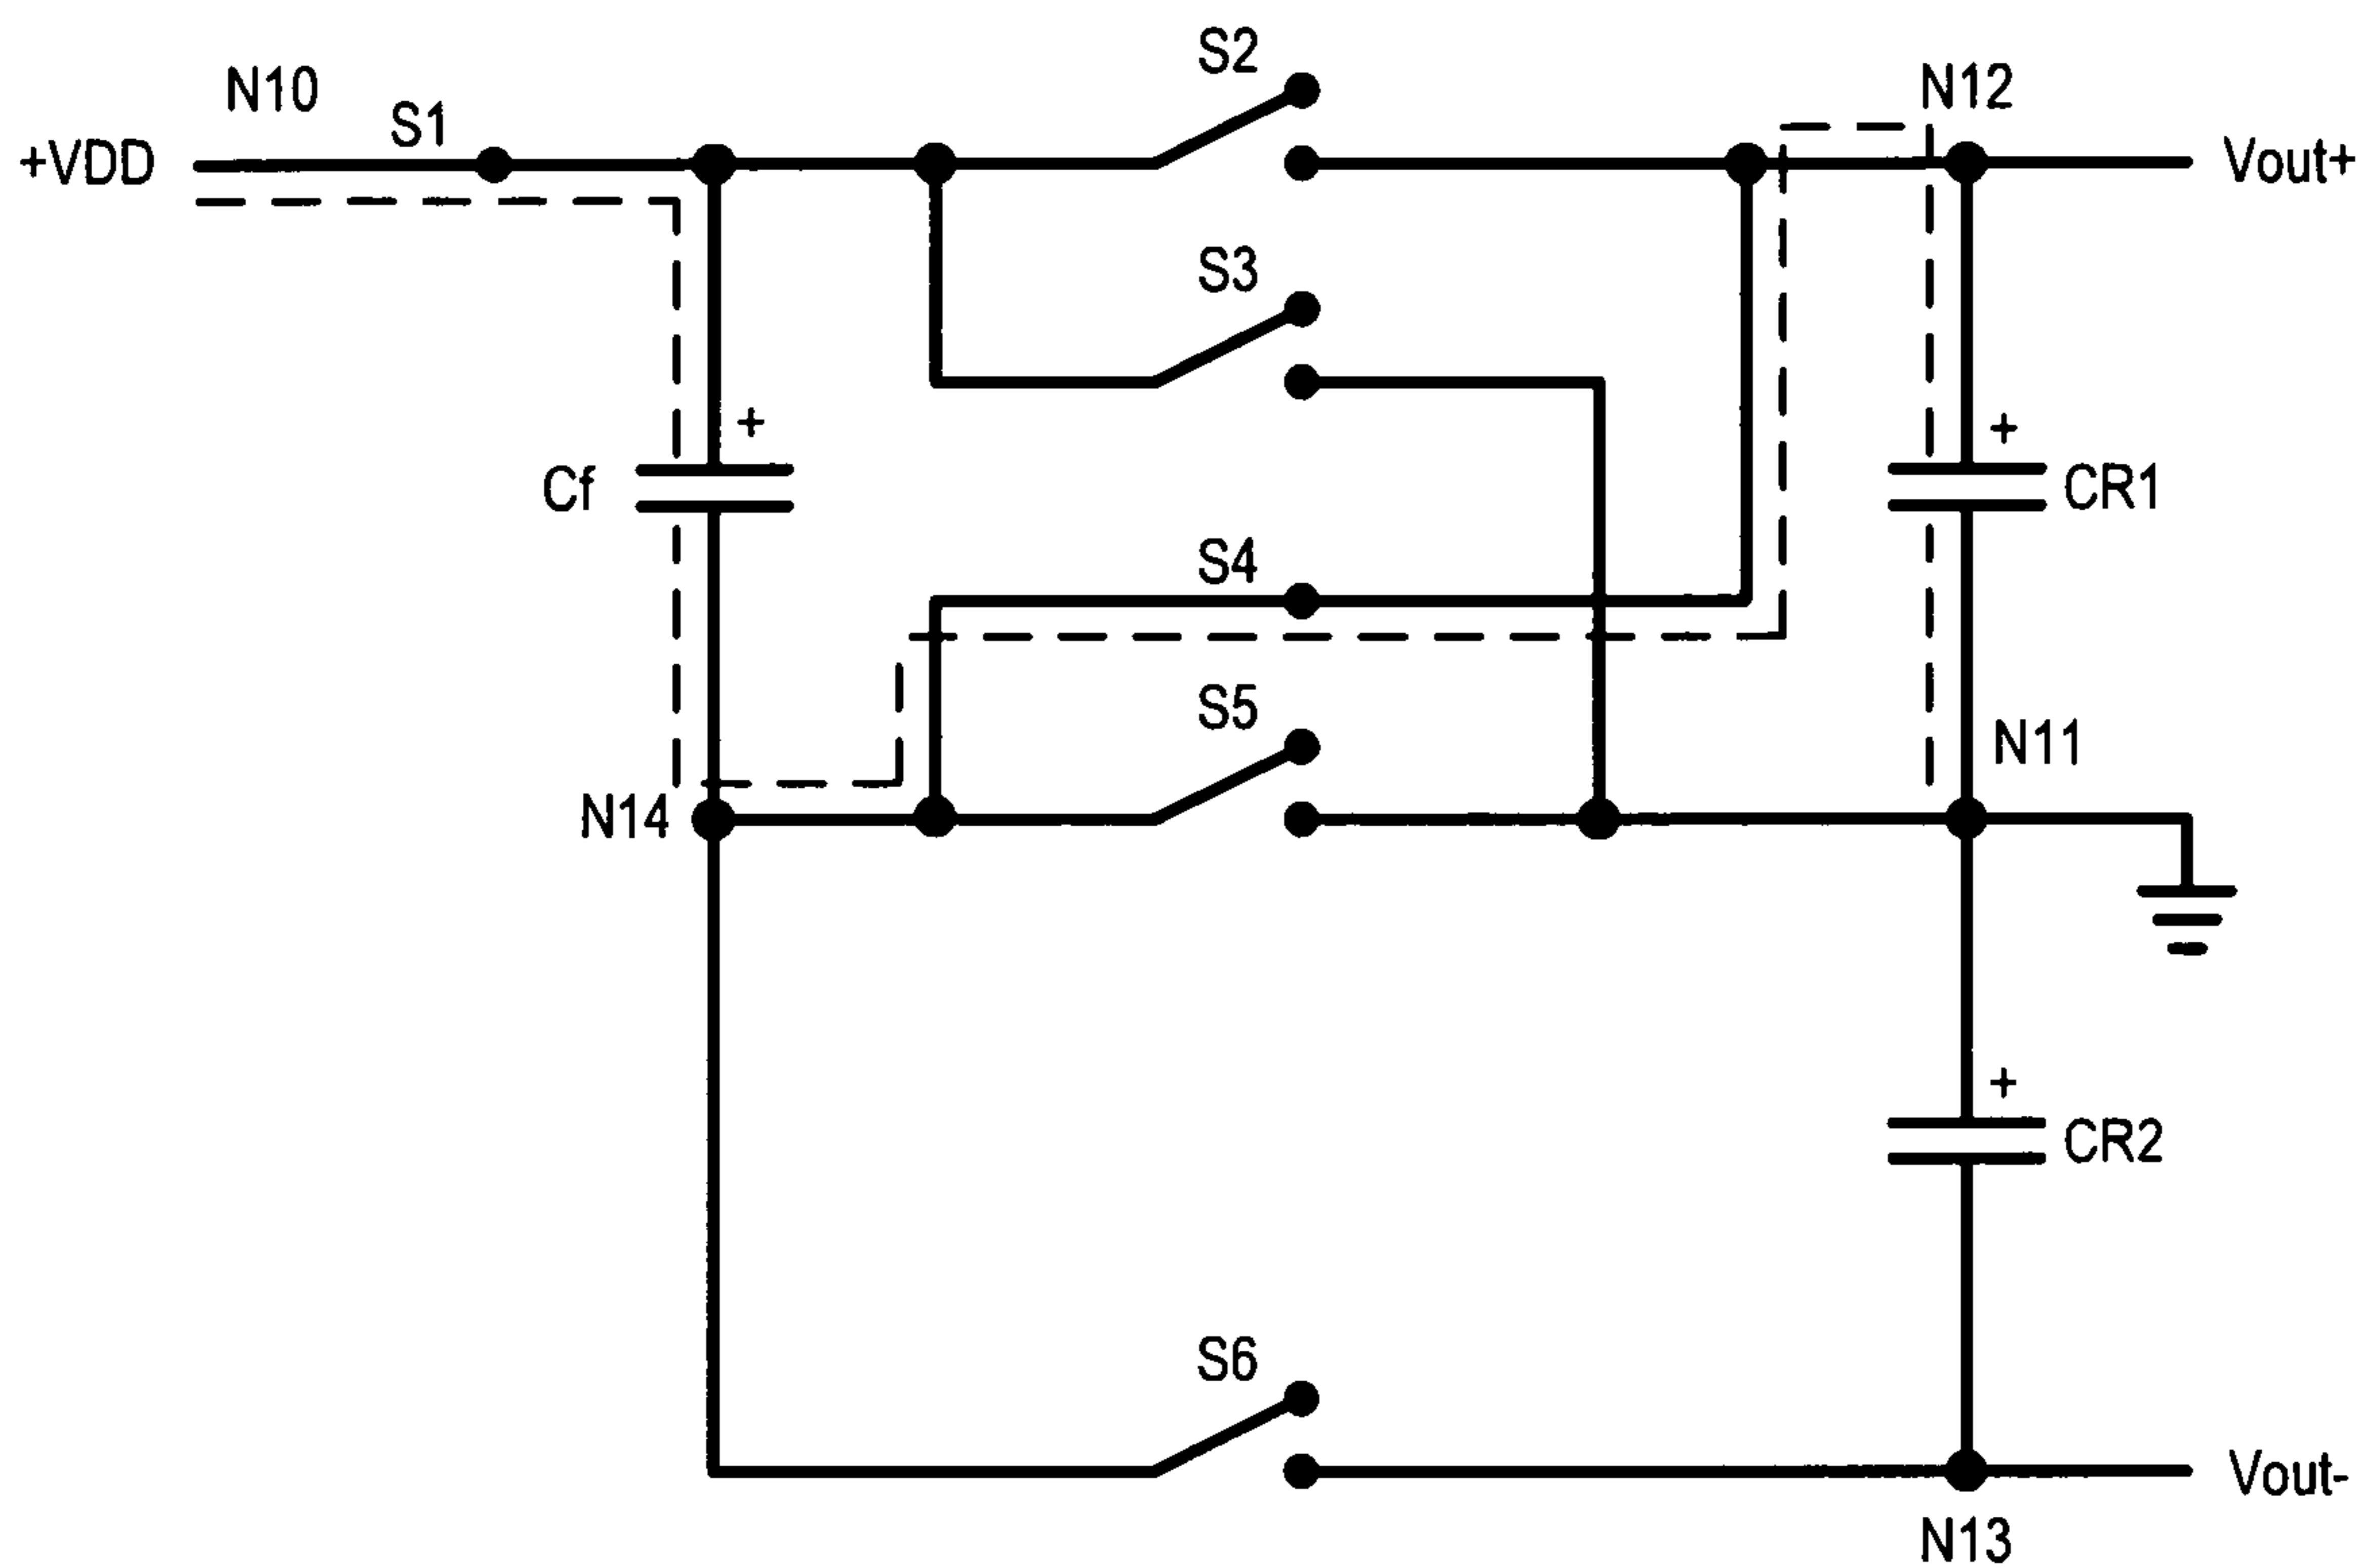 S2
N10
N12
S1
+VDD
Vout+
S3
+
+
Cf
CR1
S4
S5
N11
N14
+
CR2
S6
Vout-
N13